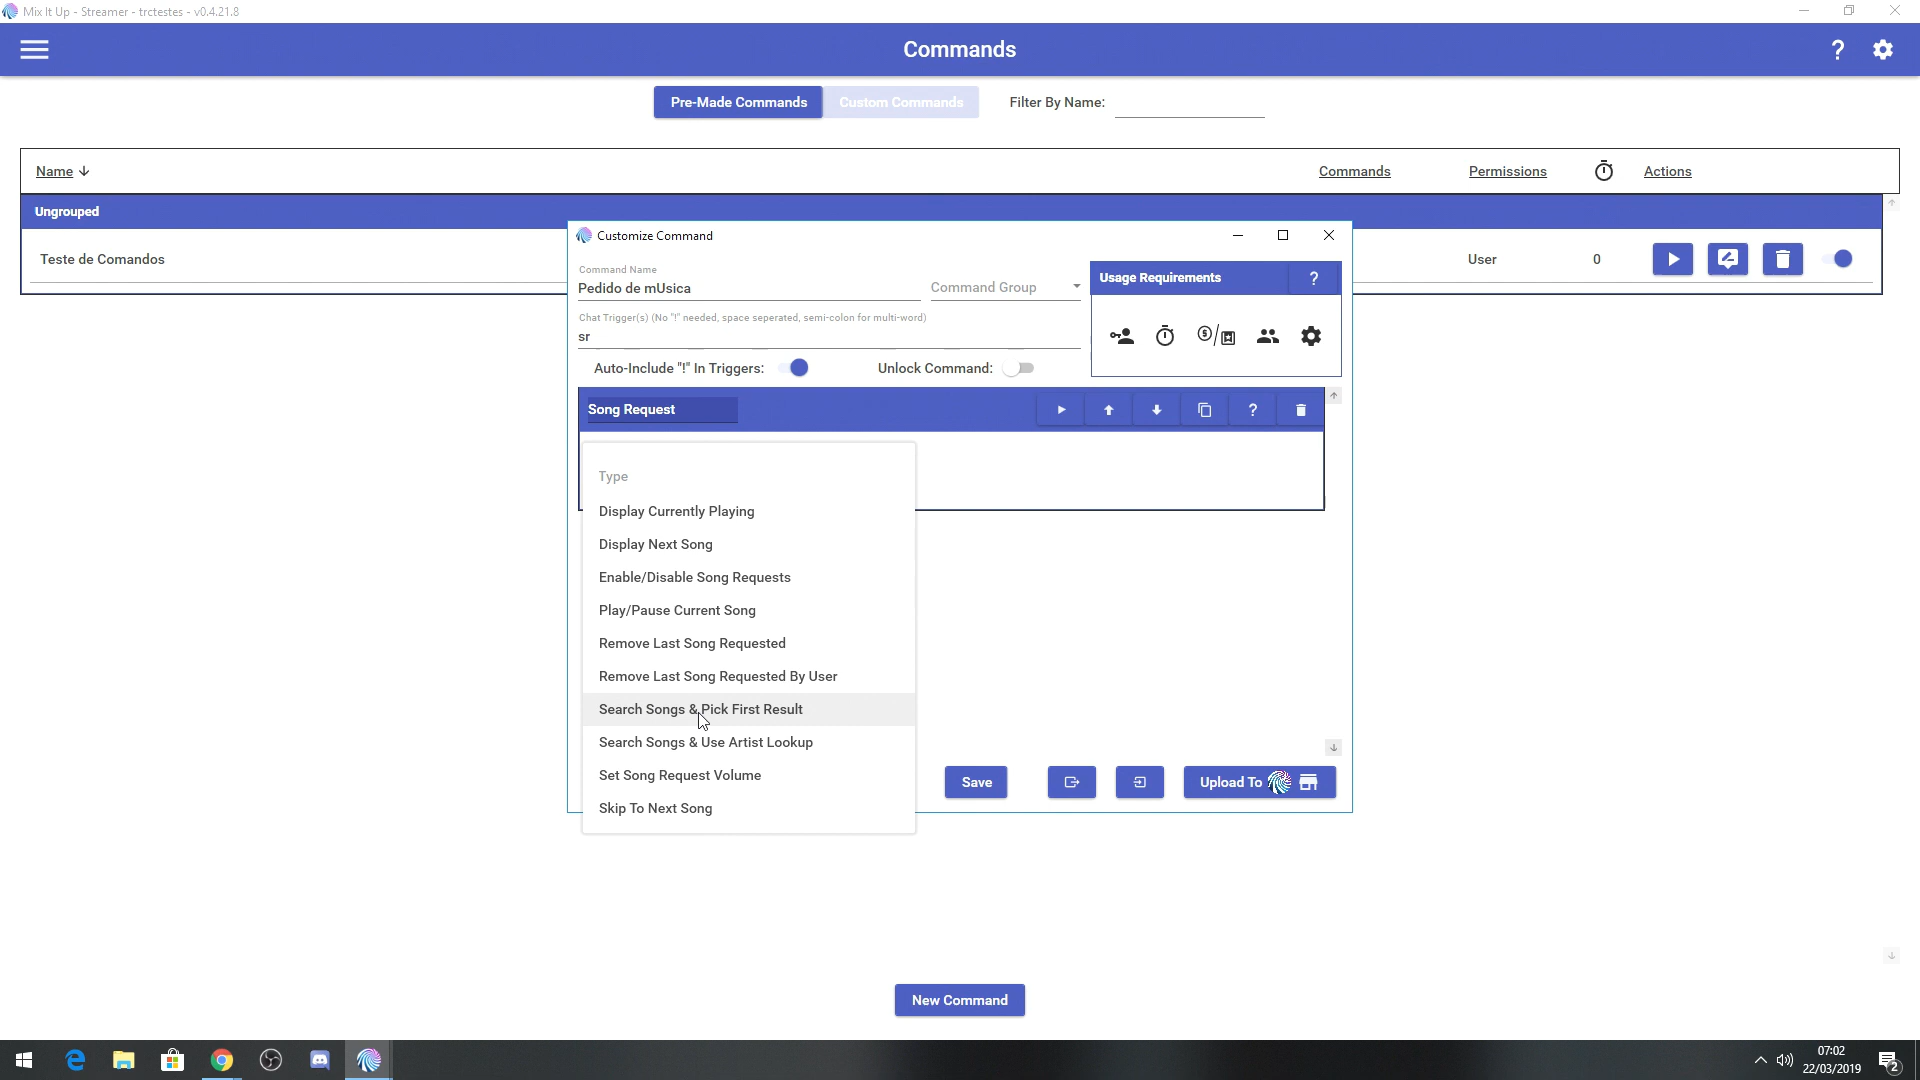 Mix It Up - Streamer - trctestes - v0.4.21.8
Commands
?
Pre-Made Commands
Custom Commands
Filter By Name:
Name
Commands
Permissions
Actions
Ungrouped
Teste de Comandos
User
0
Customize Command
Command Name
Pedido de mUsica
Command Group
Usage Requirements
?
Chat Trigger(s) (No "!" needed, space seperated, semi-colon for multi-word)
sr
Auto-Include "!" In Triggers:
Unlock Command:
Song Request
?
Type
Display Currently Playing
Display Next Song
Enable/Disable Song Requests
Play/Pause Current Song
Remove Last Song Requested
Remove Last Song Requested By User
Search Songs & Pick First Result
Search Songs & Use Artist Lookup
Set Song Request Volume
Skip To Next Song
Save
Upload To
New Command
07:02
22/03/2019
2